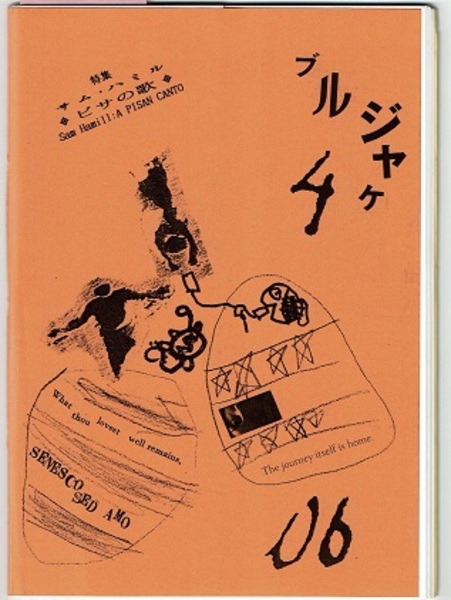 特集
サム・ハミル
◆ピサの歌◆
Sam Hamill:A PISAN CANTO
ブルジャケ
4
What
thou lovest well remains,
SENESCO
SED AMO
The journey itself is home
06